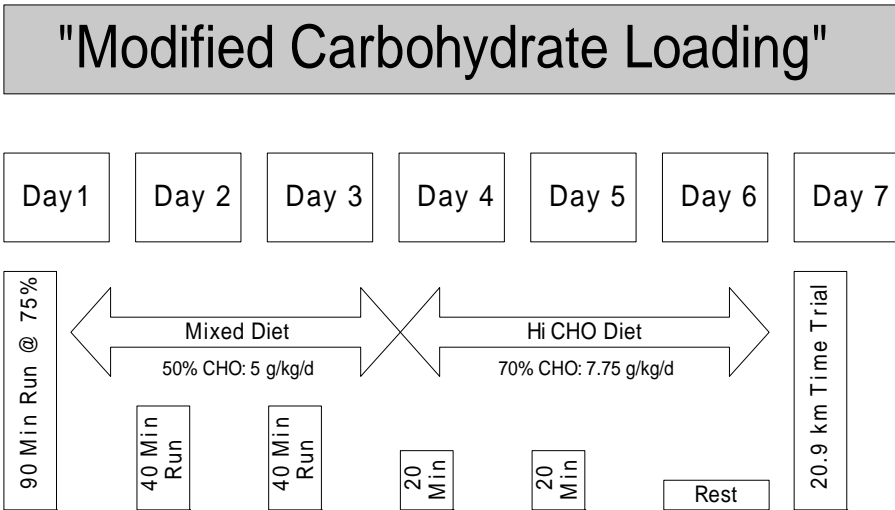 "Modified Carbohydrate Loading"
Day1
Day 2
Day 3
Day 4
Day 5
Day 6
Day 7
90 Min Run @ 75%
Mixed Diet
50% CHO: 5 g/kg/d
Hi CHO Diet
70% CHO: 7.75 g/kg/d
40 Min
Run
40 Min
Run
20
Min
20
Min
Rest
20.9 km Time Trial